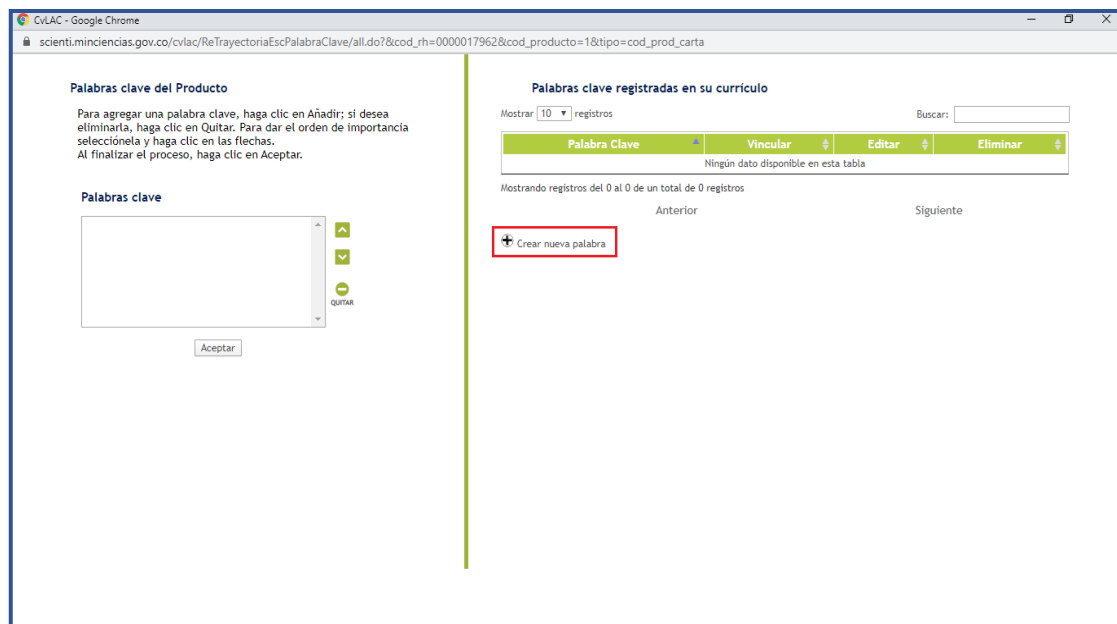 CvLAC - Google Chrome
scienti.minciencias.gov.co/cvlac/ReTrayectoriaEscPalabraClave/all.do?&cod_rh=0000017962&cod_producto=1&tipo=cod_prod_carta
Palabras clave del Producto
Para agregar una palabra clave, haga clic en Añadir; si desea
eliminarla, haga clic en Quitar. Para dar el orden de importancia
selecciónela y haga clic en las flechas.
Al finalizar el proceso, haga clic en Aceptar.
Palabras clave
QUITAR
Aceptar
Palabras clave registradas en su currículo
Mostrar 10 registros
Buscar:
Palabra Clave Vincular Editar Eliminar
Ningún dato disponible en esta tabla
Mostrando registros del 0 al 0 de un total de 0 registros
Anterior Siguiente
Crear nueva palabra